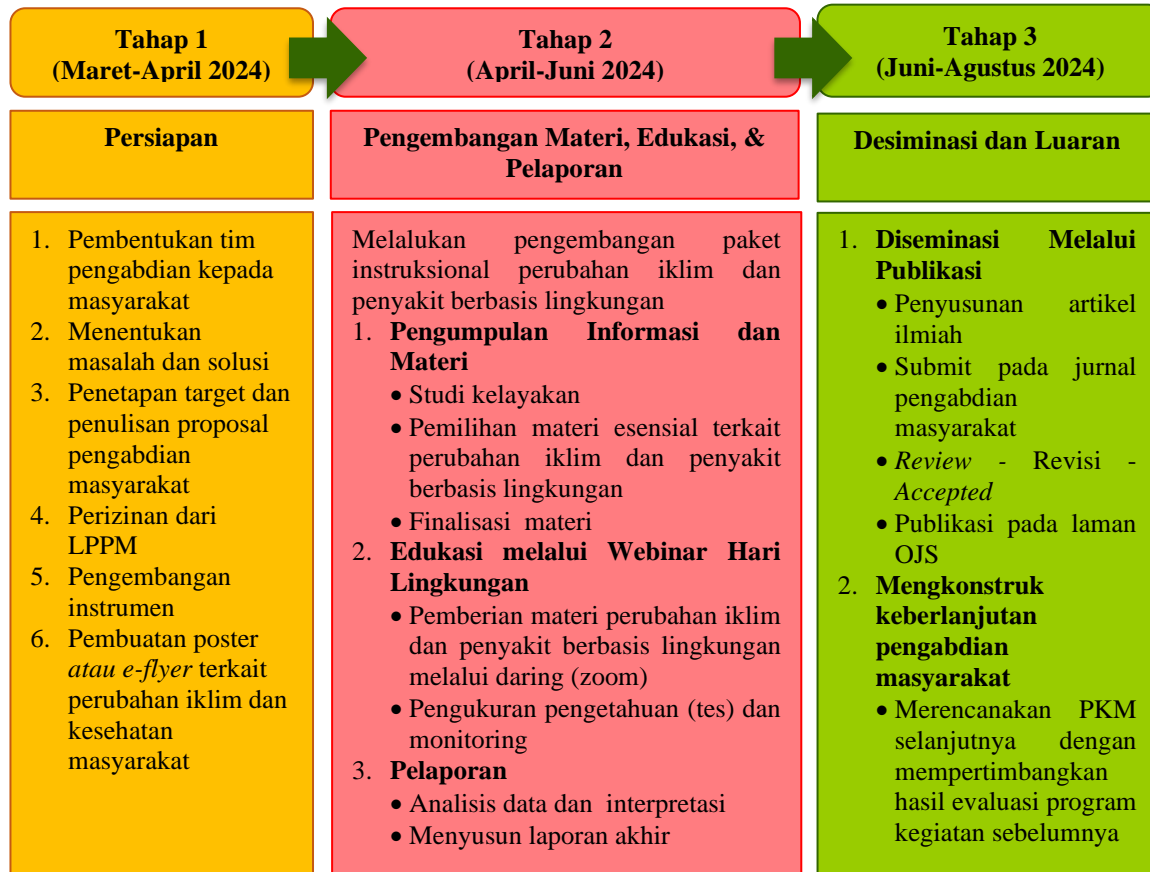 Tahap 1
(Maret-April 2024)
Tahap 2
(April-Juni 2024)
Tahap 3
(Juni-Agustus 2024)
Persiapan
Pengembangan Materi, Edukasi, &
Pelaporan
Desiminasi dan Luaran
1. Pembentukan tim
pengabdian kepada
masyarakat
2. Menentukan
masalah dan solusi
3. Penetapan target dan
penulisan proposal
pengabdian
masyarakat
4. Perizinan dari
LPPM
5. Pengembangan
instrumen
6. Pembuatan poster
atau e-flyer terkait
perubahan iklim dan
kesehatan
masyarakat
Melalukan pengembangan paket
instruksional perubahan iklim dan
penyakit berbasis lingkungan
1. Pengumpulan Informasi dan
Materi
• Studi kelayakan
• Pemilihan materi esensial terkait
perubahan iklim dan penyakit
berbasis lingkungan
• Finalisasi materi
2. Edukasi melalui Webinar Hari
Lingkungan
• Pemberian materi perubahan iklim
dan penyakit berbasis lingkungan
melalui daring (zoom)
• Pengukuran pengetahuan (tes) dan
monitoring
3. Pelaporan
• Analisis data dan interpretasi
• Menyusun laporan akhir
1. Diseminasi Melalui
Publikasi
• Penyusunan artikel
ilmiah
• Submit pada jurnal
pengabdian
masyarakat
• Review - Revisi -
Accepted
• Publikasi pada laman
OJS
2. Mengkonstruk
keberlanjutan
pengabdian
masyarakat
• Merencanakan PKM
selanjutnya dengan
mempertimbangkan
hasil evaluasi program
kegiatan sebelumnya